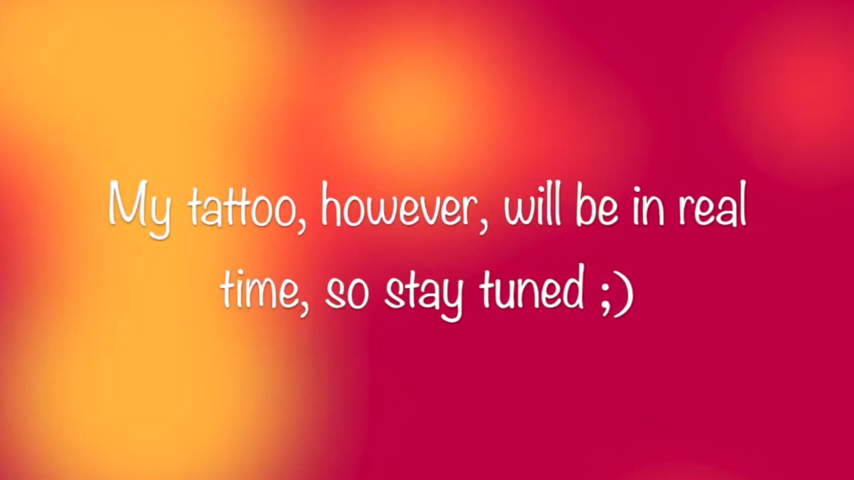 My tattoo, however, will be in real
time, so stay tuned ;)